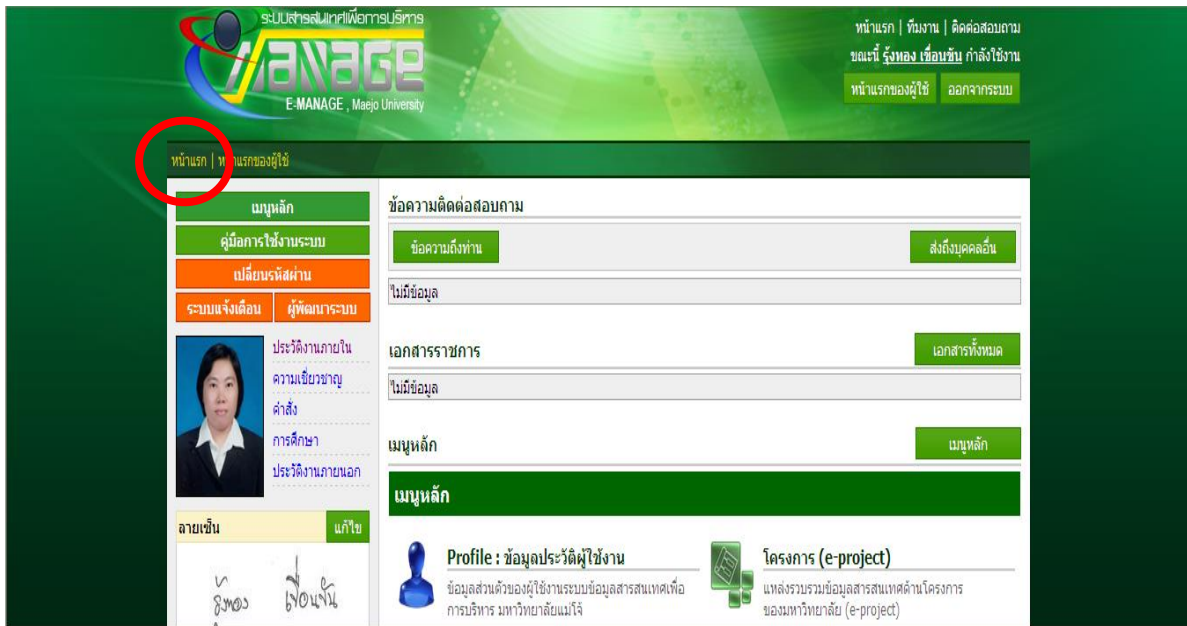 ระบบสารสนเทศเพื่อการบริหาร
MANAGE
E-MANAGE , Maejo University
หน้าแรก | ทีมงาน | ติดต่อสอบถาม
ขณะนี้ รุ้งทอง เขื่อนขัน กำลังใช้งาน
หน้าแรกของผู้ใช้ ออกจากระบบ
หน้าแรก | หน้าแรกของผู้ใช้
เมนูหลัก
คู่มือการใช้งานระบบ
เปลี่ยนรหัสผ่าน
ระบบแจ้งเตือน ผู้พัฒนาระบบ
ประวัติงานภายใน
ความเชี่ยวชาญ
คำสั่ง
การศึกษา
ประวัติงานภายนอก
ลายเซ็น แก้ไข
รุ้งทอง เขื่อนขัน
ข้อความติดต่อสอบถาม
ข้อความถึงท่าน ส่งถึงบุคคลอื่น
ไม่มีข้อมูล
เอกสารราชการ เอกสารทั้งหมด
ไม่มีข้อมูล
เมนูหลัก เมนูหลัก
เมนูหลัก
Profile : ข้อมูลประวัติผู้ใช้งาน
ข้อมูลส่วนตัวของผู้ใช้งานระบบข้อมูลสารสนเทศเพื่อ
การบริหาร มหาวิทยาลัยแม่โจ้
โครงการ (e-project)
แหล่งรวบรวมข้อมูลสารสนเทศด้านโครงการ
ของมหาวิทยาลัย (e-project)